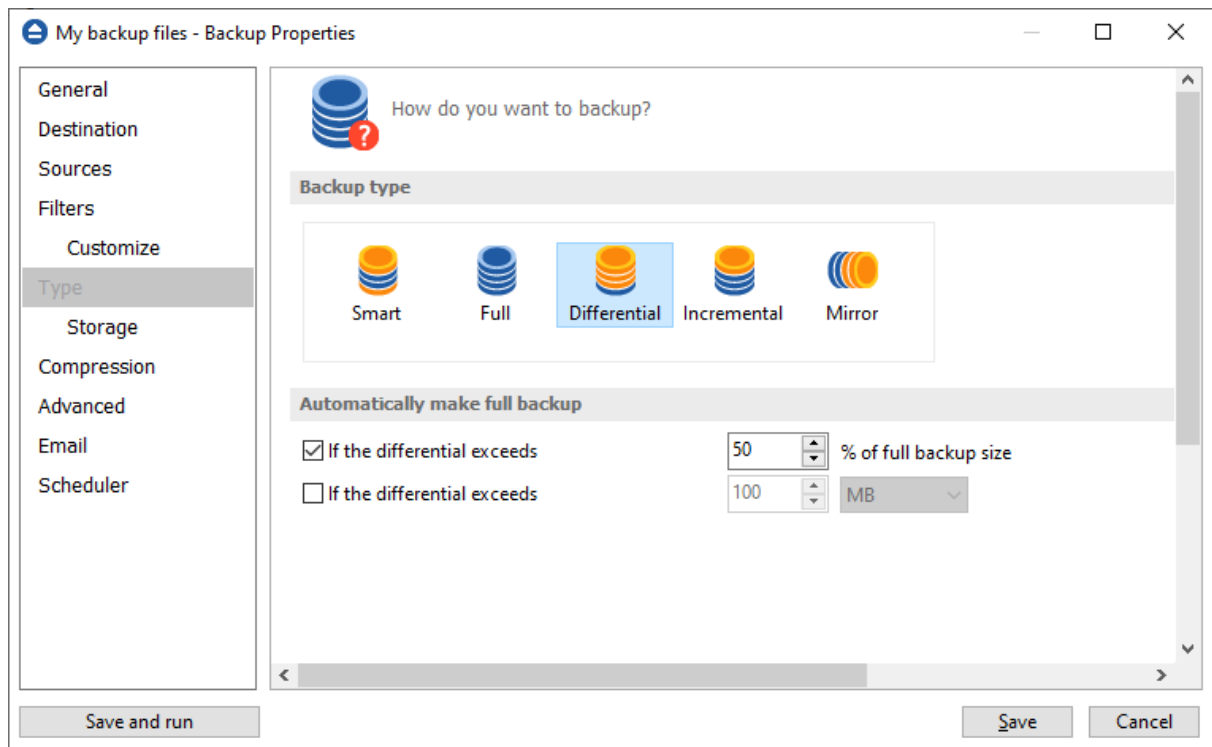 My backup files - Backup Properties
General
Destination
Sources
Filters
Customize
Type
Storage
Compression
Advanced
Email
Scheduler
How do you want to backup?
Backup type
Smart Full Differential Incremental Mirror
Automatically make full backup
If the differential exceeds 50 % of full backup size
If the differential exceeds 100 MB
Save and run Save Cancel